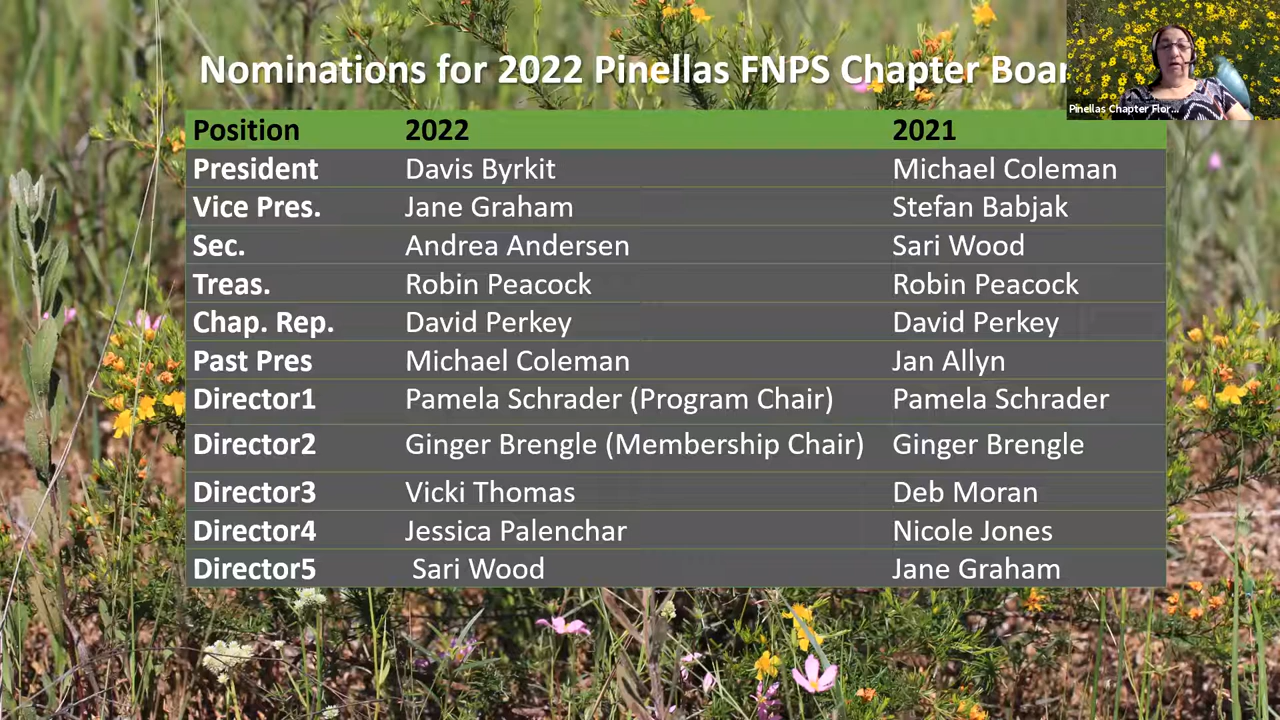 Nominations for 2022 Pinellas FNPS Chapter Boar
Pinellas Chapter Flor...
Position 2022 2021
President Davis Byrkit Michael Coleman
Vice Pres. Jane Graham Stefan Babjak
Sec. Andrea Andersen Sari Wood
Treas. Robin Peacock Robin Peacock
Chap. Rep. David Perkey David Perkey
Past Pres Michael Coleman Jan Allyn
Director1 Pamela Schrader (Program Chair) Pamela Schrader
Director2 Ginger Brengle (Membership Chair) Ginger Brengle
Director3 Vicki Thomas Deb Moran
Director4 Jessica Palenchar Nicole Jones
Director5 Sari Wood Jane Graham